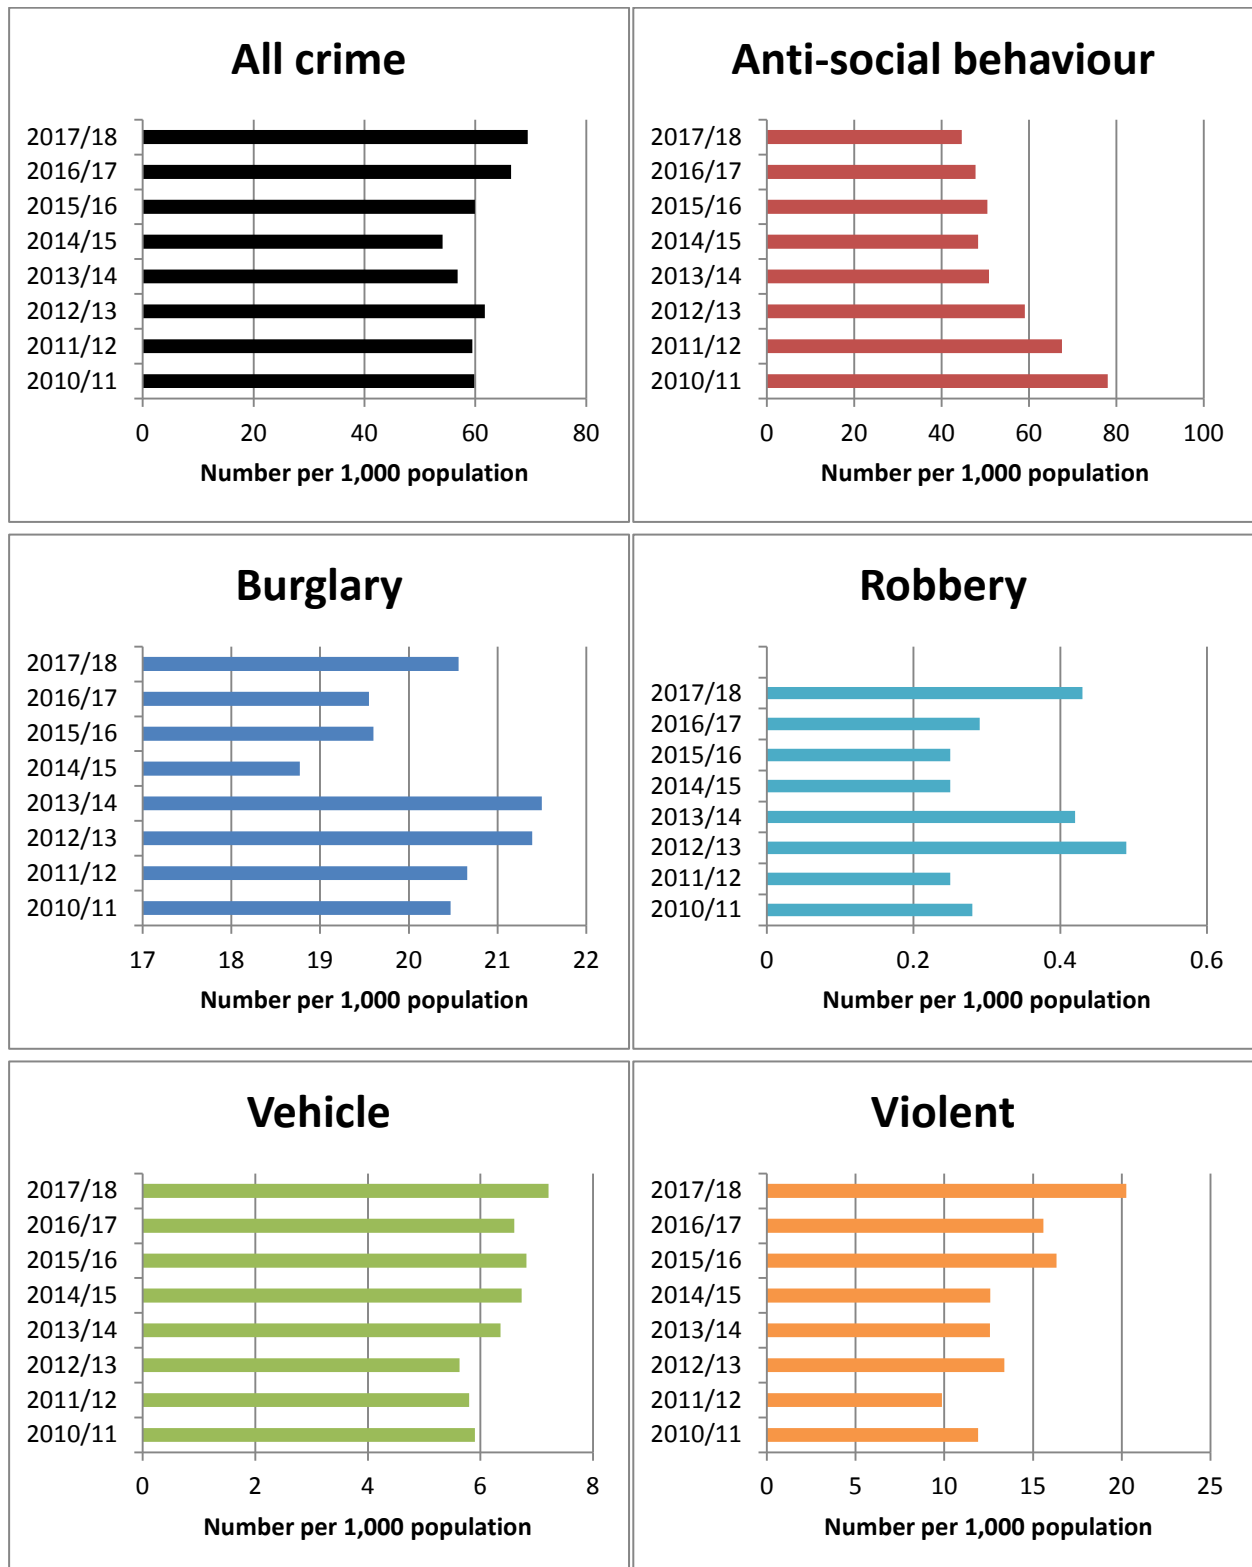 All crime
2017/18
2016/17
2015/16
2014/15
2013/14
2012/13
2011/12
2010/11
0 20 40 60 80
Number per 1,000 population
Anti-social behaviour
2017/18
2016/17
2015/16
2014/15
2013/14
2012/13
2011/12
2010/11
0 20 40 60 80 100
Number per 1,000 population
Burglary
2017/18
2016/17
2015/16
2014/15
2013/14
2012/13
2011/12
2010/11
17 18 19 20 21 22
Number per 1,000 population
Robbery
2017/18
2016/17
2015/16
2014/15
2013/14
2012/13
2011/12
2010/11
0 0.2 0.4 0.6
Number per 1,000 population
Vehicle
2017/18
2016/17
2015/16
2014/15
2013/14
2012/13
2011/12
2010/11
0 2 4 6 8
Number per 1,000 population
Violent
2017/18
2016/17
2015/16
2014/15
2013/14
2012/13
2011/12
2010/11
0 5 10 15 20 25
Number per 1,000 population